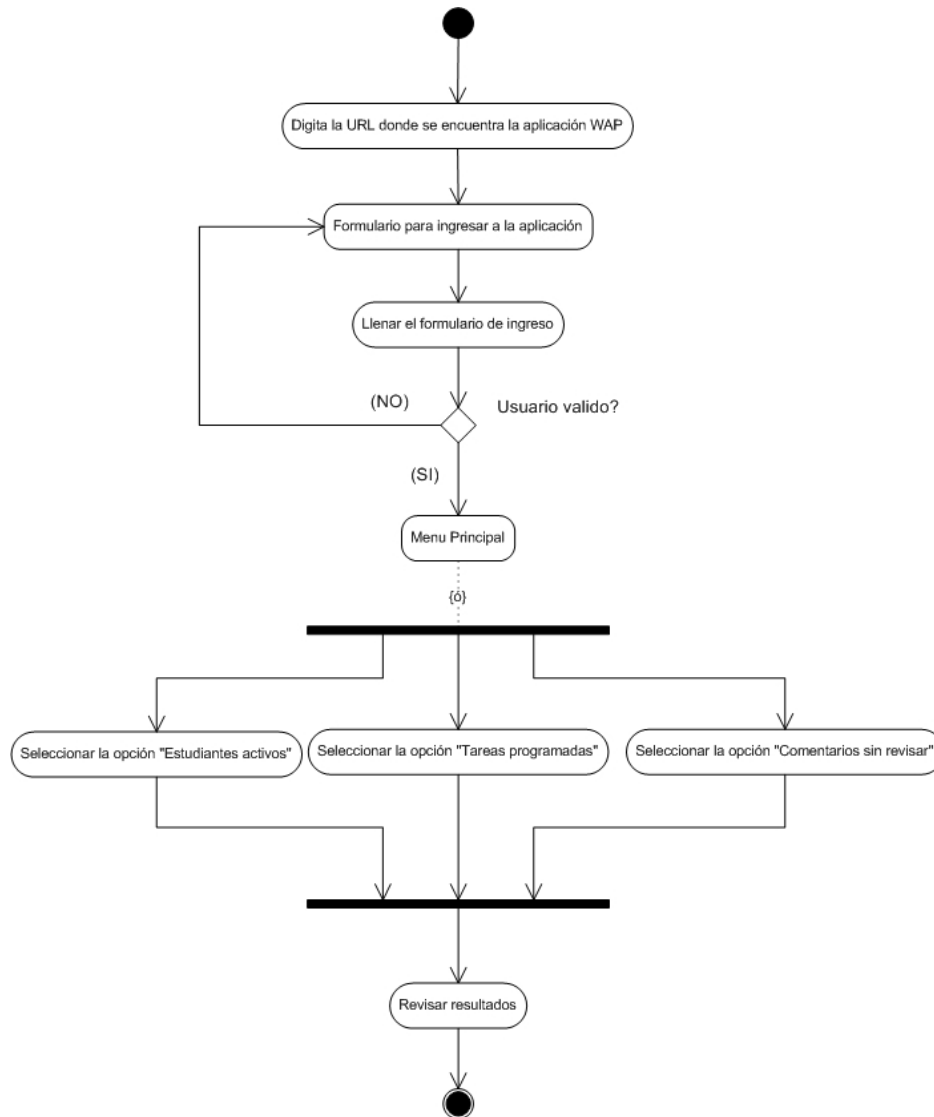 Digita la URL donde se encuentra la aplicación WAP
Formulario para ingresar a la aplicación
Llenar el formulario de ingreso
(NO)
Usuario valido?
(SI)
Menu Principal
{ó}
Seleccionar la opción "Estudiantes activos"
Seleccionar la opción "Tareas programadas"
Seleccionar la opción "Comentarios sin revisar"
Revisar resultados